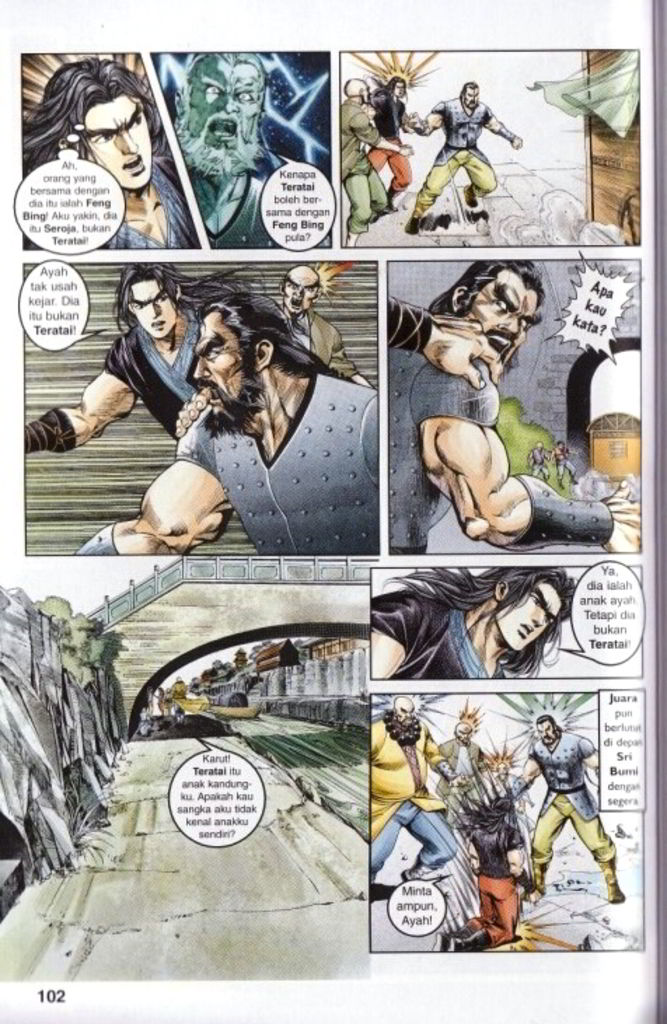 Ah,
orang yang
bersama dengan
dia itu ialah Feng
Bing! Aku yakin, dia
itu Seroja, bukan
Teratai!
Kenapa
Teratai
boleh ber-
sama dengan
Feng Bing
pula?
Ayah
tak usah
kejar. Dia
itu bukan
Teratai!
Apa
kau
kata?
Ya,
dia ialah
anak ayah.
Tetapi dia
bukan
Teratai!
Karut!
Teratai itu
anak kandung-
ku. Apakah kau
sangka aku tidak
kenal anakku
sendiri?
Juara
pun
berlutut
di depan
Sri
Bumi
dengan
segera
Minta
ampun,
Ayah!
102